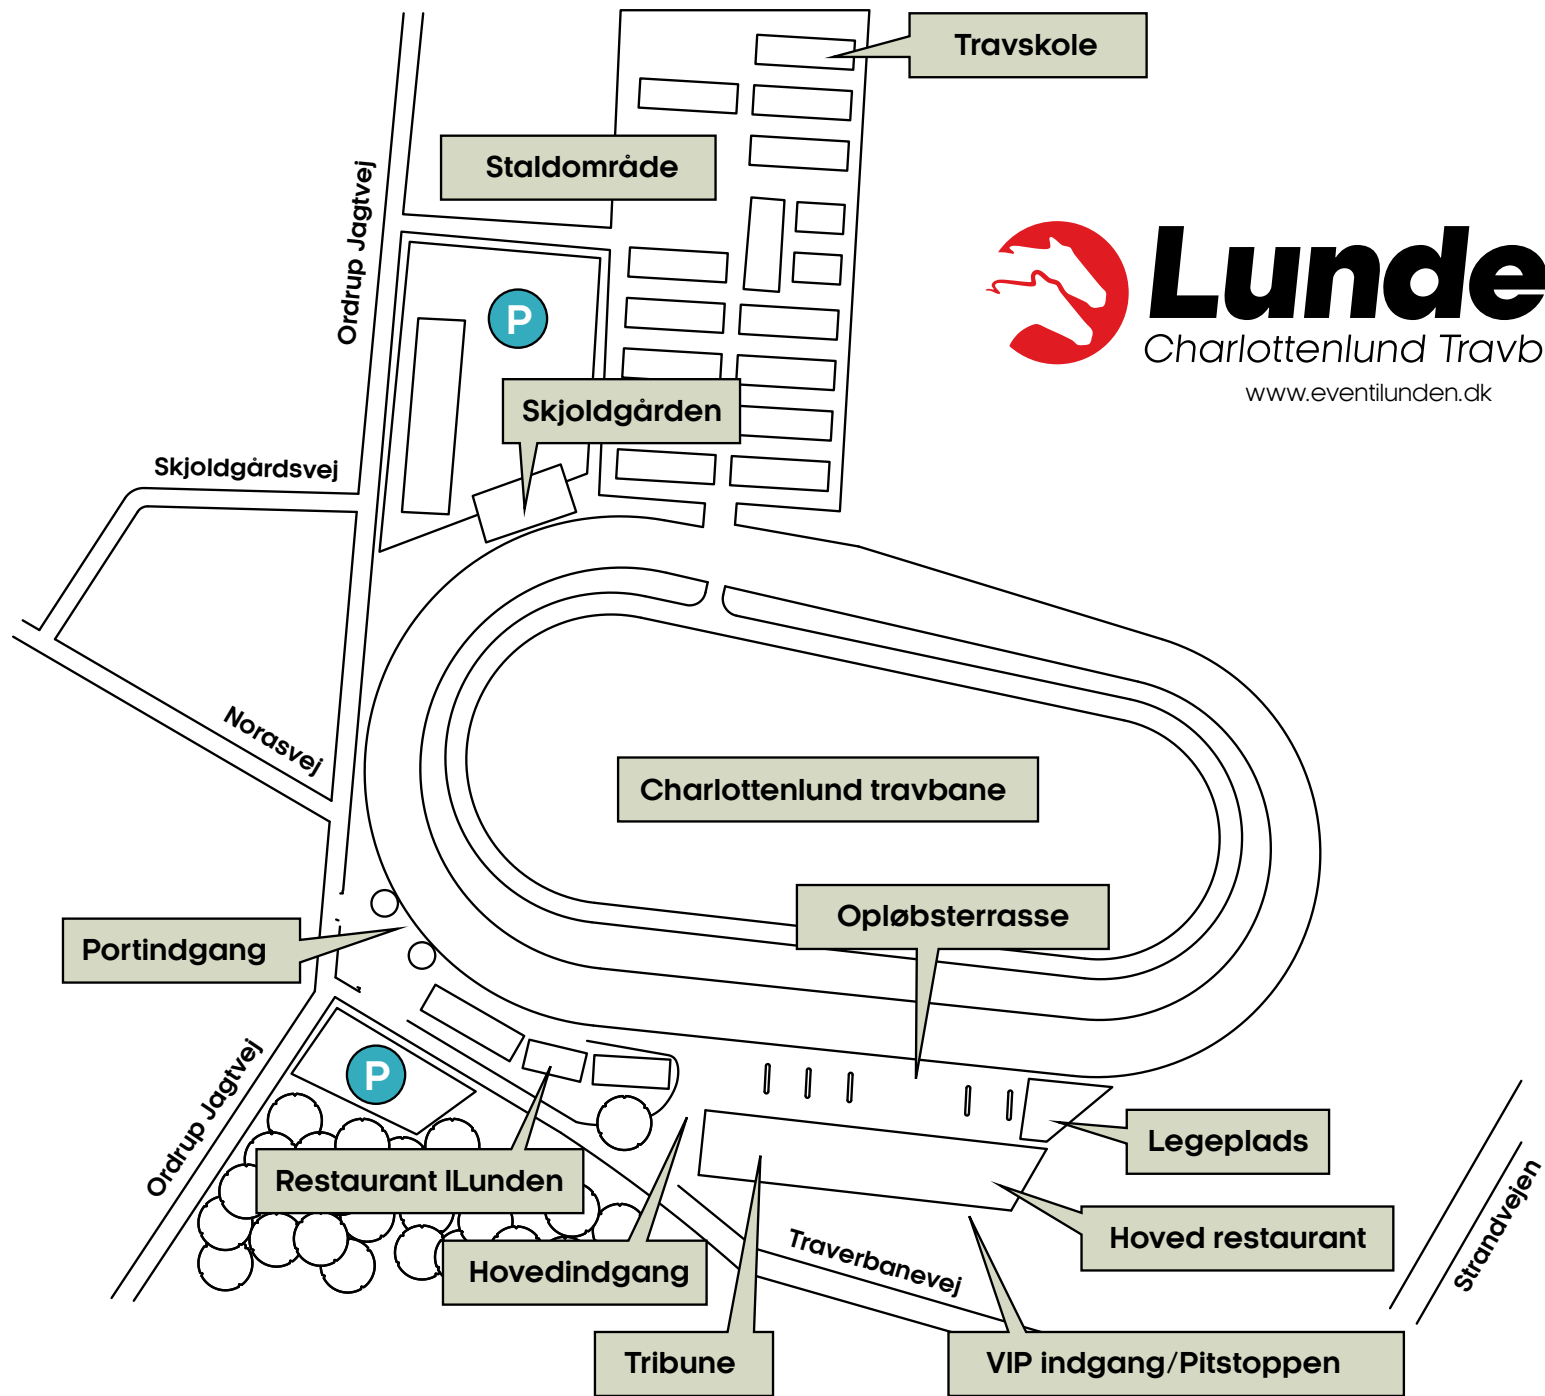 Travskole
Staldområde
Ordrup Jagtvej
Lunde
Charlottenlund Travb
www.eventilunden.dk
P
Skjoldgården
Skjoldgårdsvej
Norasvej
Charlottenlund travbane
Opløbsterrasse
Portindgang
P
Ordrup Jagtvej
Legeplads
Restaurant ILunden
Hoved restaurant
Strandvejen
Hovedindgang
Traverbanevej
Tribune
VIP indgang/Pitstoppen